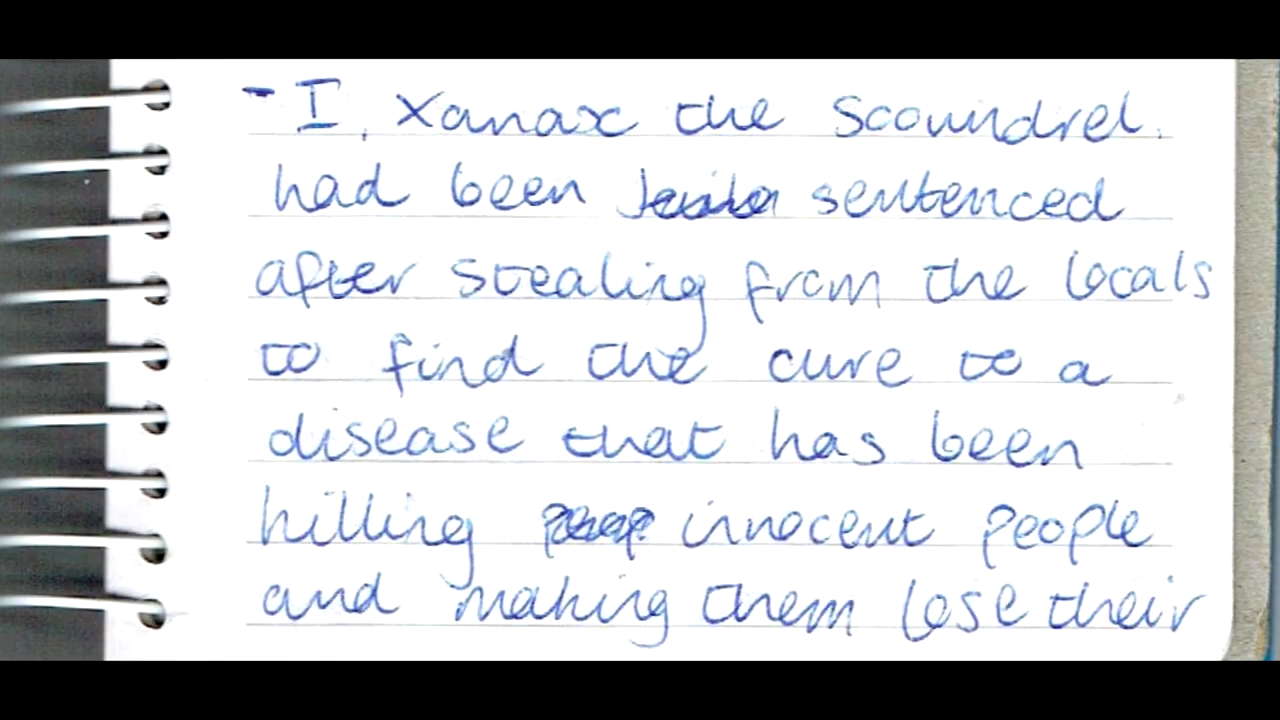 - I, Xanax the Scoundrel.
had been sentenced
after stealing from the locals
to find the cure to a
disease that has been
killing innocent people
and making them lose their